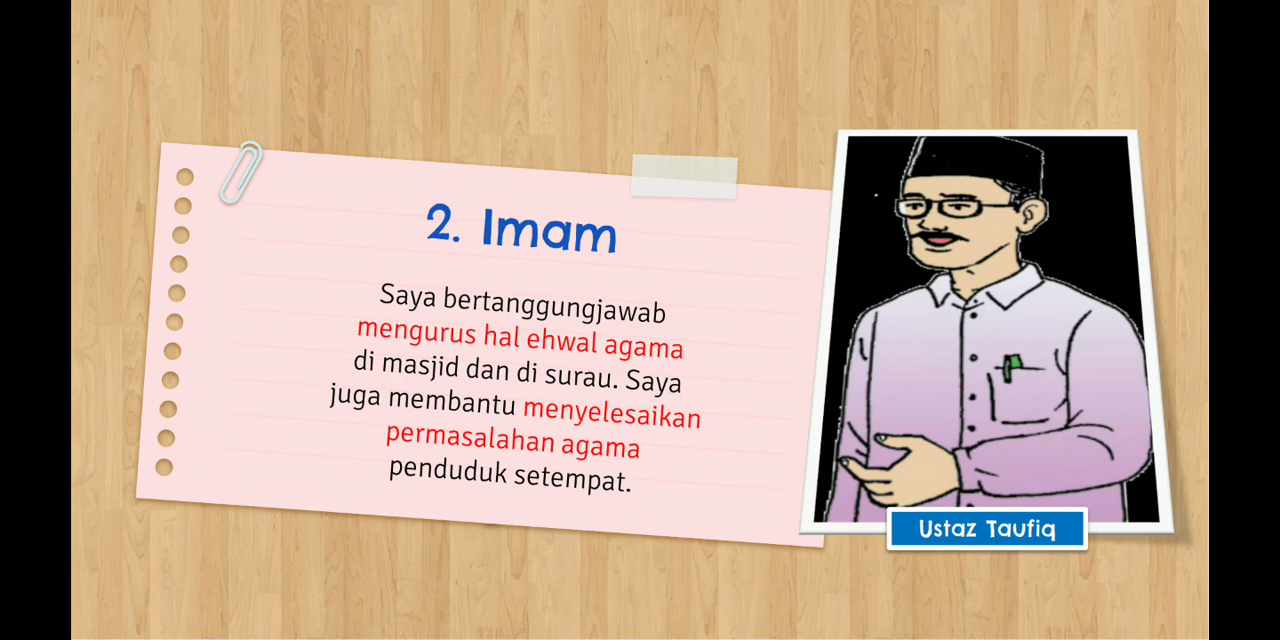 2. Imam
Saya bertanggungjawab
mengurus hal ehwal agama
di masjid dan di surau. Saya
juga membantu menyelesaikan
permasalahan agama
penduduk setempat.
Ustaz Taufiq